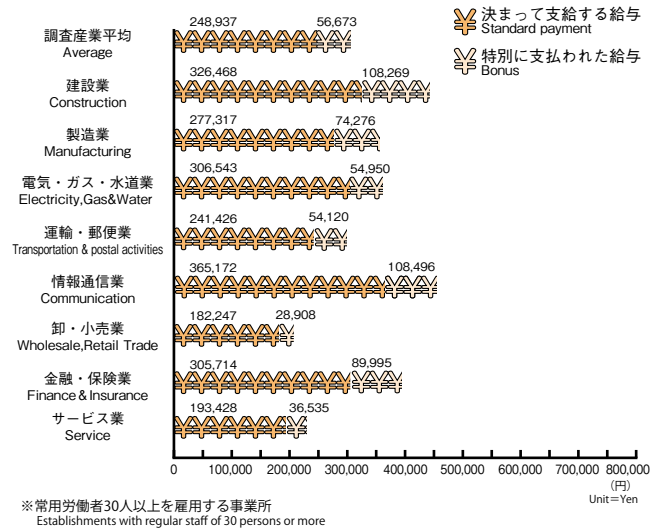 決まって支給する給与
Standard payment
特別に支払われた給与
Bonus
調査産業平均
Average
248,937
56,673
建設業
Construction
326,468
108,269
製造業
Manufacturing
277,317
74,276
電気・ガス・水道業
Electricity,Gas&Water
306,543
54,950
運輸・郵便業
Transportation & postal activities
241,426
54,120
情報通信業
Communication
365,172
108,496
卸・小売業
Wholesale,Retail Trade
182,247
28,908
金融・保険業
Finance&Insurance
305,714
89,995
サービス業
Service
193,428
36,535
0 100,000 200,000 300,000 400,000 500,000 600,000 700,000 800,000
(円)
Unit=Yen
※常用労働者30人以上を雇用する事業所
Establishments with regular staff of 30 persons or more